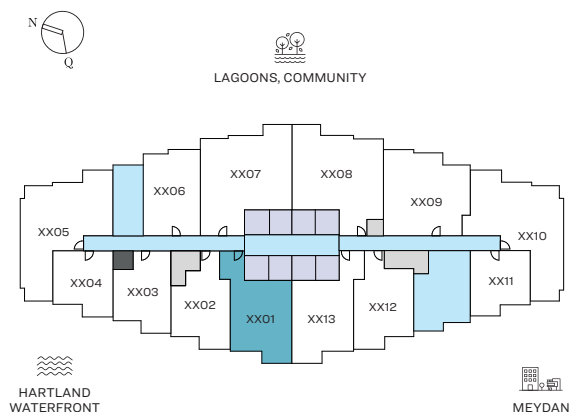 N
Q
LAGOONS, COMMUNITY
XX07
XX08
XX06
XX09
XX05
XX10
XX04
XX03
XX11
XX02
XX12
XX01
XX13
HARTLAND
WATERFRONT
MEYDAN